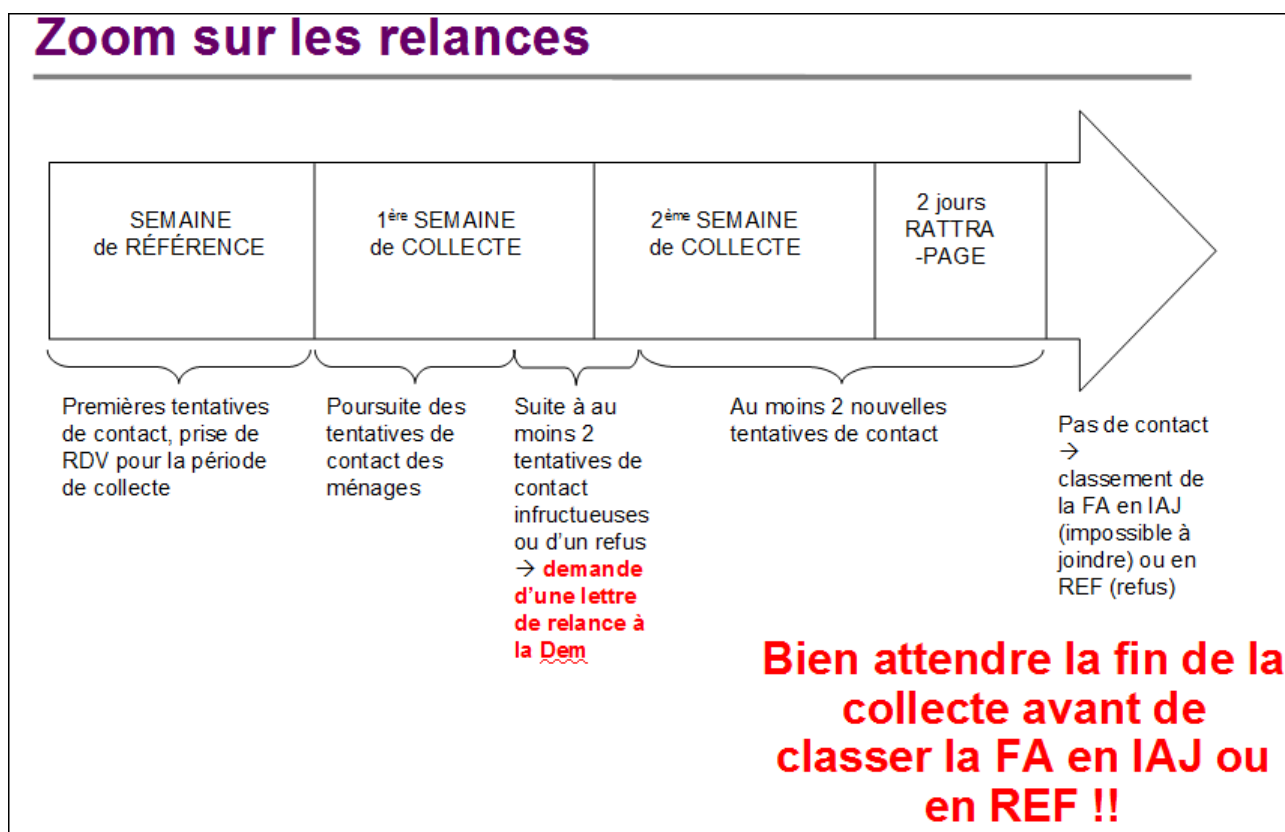 Zoom sur les relances
SEMAINE
de RÉFÉRENCE
1ère SEMAINE
de COLLECTE
2ème SEMAINE
de COLLECTE
2 jours
RATTRA
-PAGE
Premières tentatives
de contact, prise de
RDV pour la période
de collecte
Poursuite des
tentatives de
contact des
ménages
Suite à au
moins 2
tentatives de
contact
infructueuses
ou d'un refus
→ demande
d'une lettre
de relance à
la Dem
Au moins 2 nouvelles
tentatives de contact
Pas de contact
→
classement de
la FA en IAJ
(impossible à
joindre) ou en
REF (refus)
Bien attendre la fin de la
collecte avant de
classer la FA en IAJ ou
en REF !!